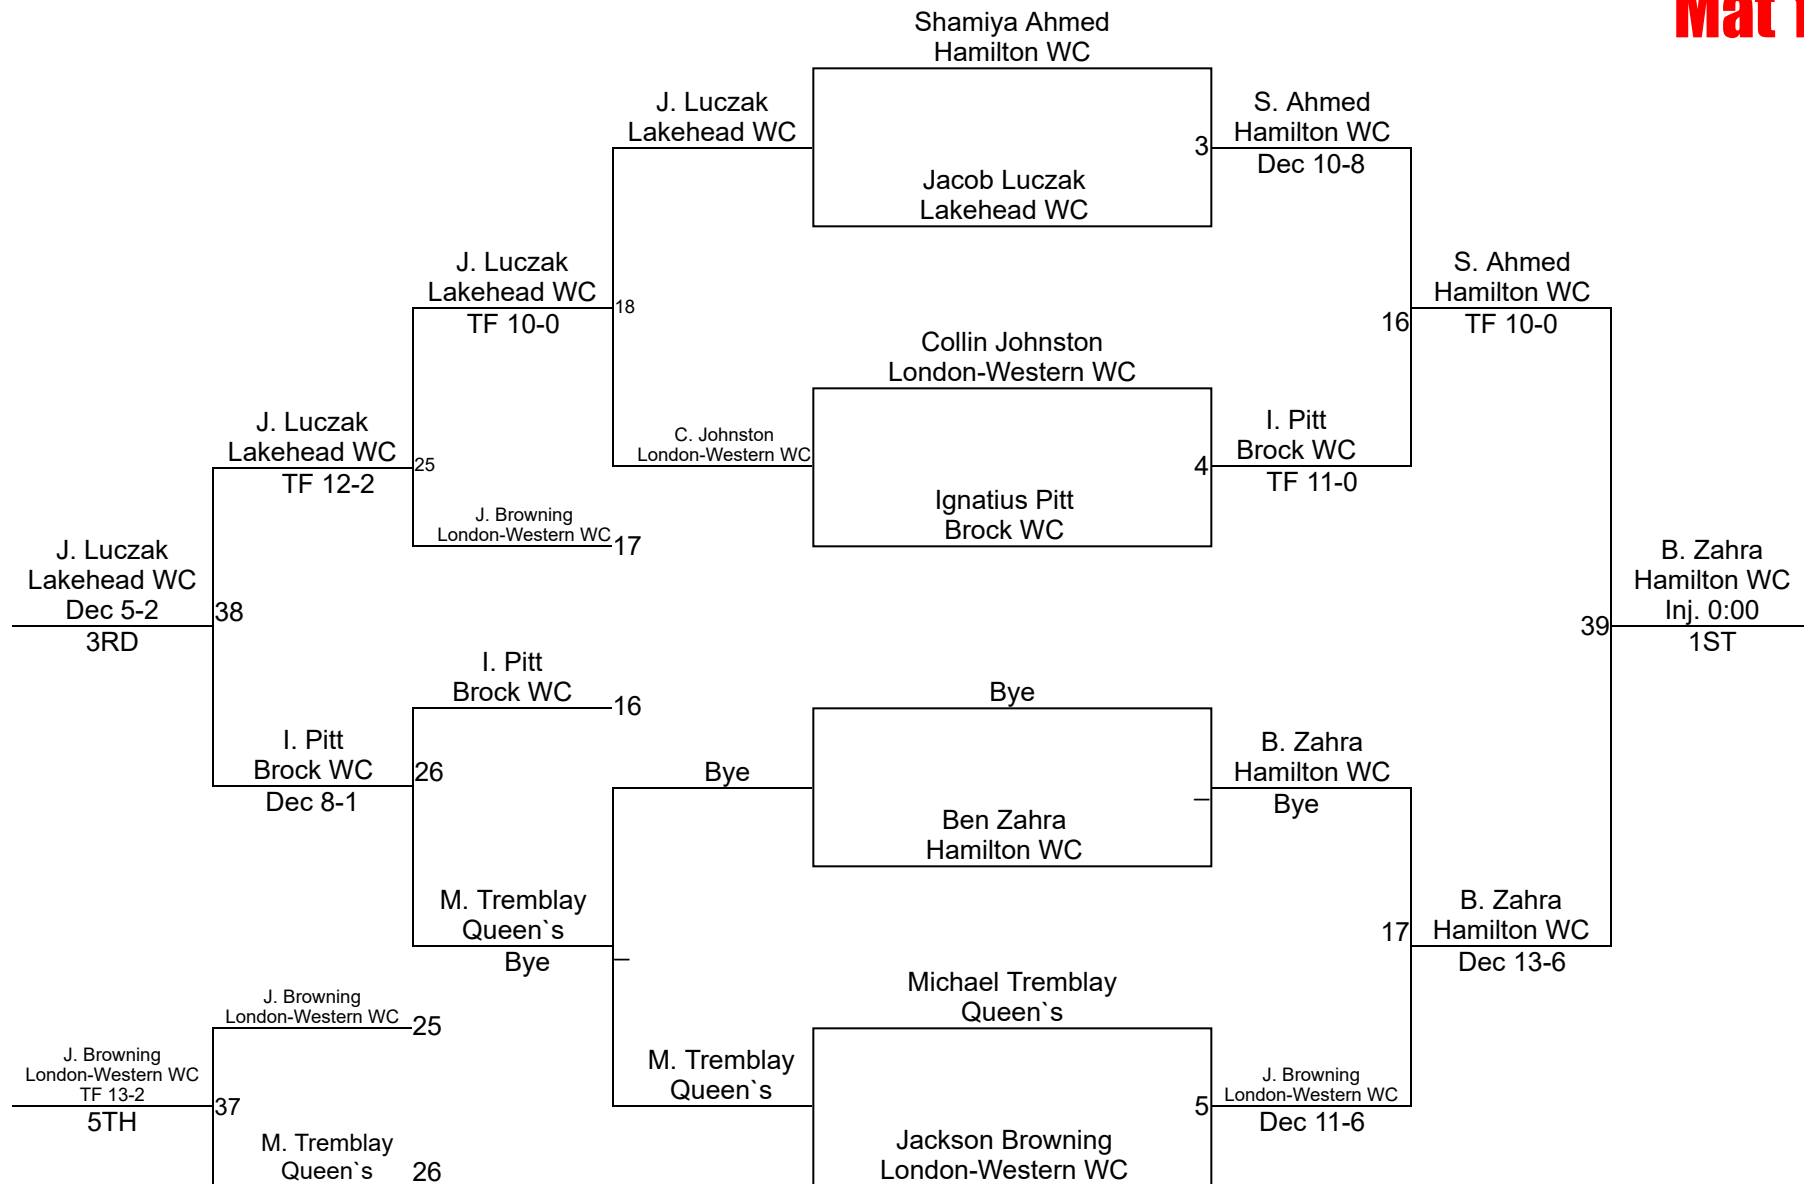 Mat 1
Shamiya Ahmed
Hamilton WC
J. Luczak
Lakehead WC
3
S. Ahmed
Hamilton WC
Dec 10-8
Jacob Luczak
Lakehead WC
J. Luczak
Lakehead WC
TF 10-0
18
S. Ahmed
Hamilton WC
TF 10-0
16
Collin Johnston
London-Western WC
J. Luczak
Lakehead WC
TF 12-2
25
C. Johnston
London-Western WC
4
I. Pitt
Brock WC
TF 11-0
Ignatius Pitt
Brock WC
J. Browning
London-Western WC
17
J. Luczak
Lakehead WC
Dec 5-2
3RD
38
39
B. Zahra
Hamilton WC
Inj. 0:00
1ST
I. Pitt
Brock WC
16
Bye
I. Pitt
Brock WC
Dec 8-1
26
Bye
–
B. Zahra
Hamilton WC
Bye
Ben Zahra
Hamilton WC
M. Tremblay
Queen`s
Bye
–
17
B. Zahra
Hamilton WC
Dec 13-6
Michael Tremblay
Queen`s
J. Browning
London-Western WC
25
J. Browning
London-Western WC
TF 13-2
5TH
37
M. Tremblay
Queen`s
5
J. Browning
London-Western WC
Dec 11-6
M. Tremblay
Queen`s
26
Jackson Browning
London-Western WC